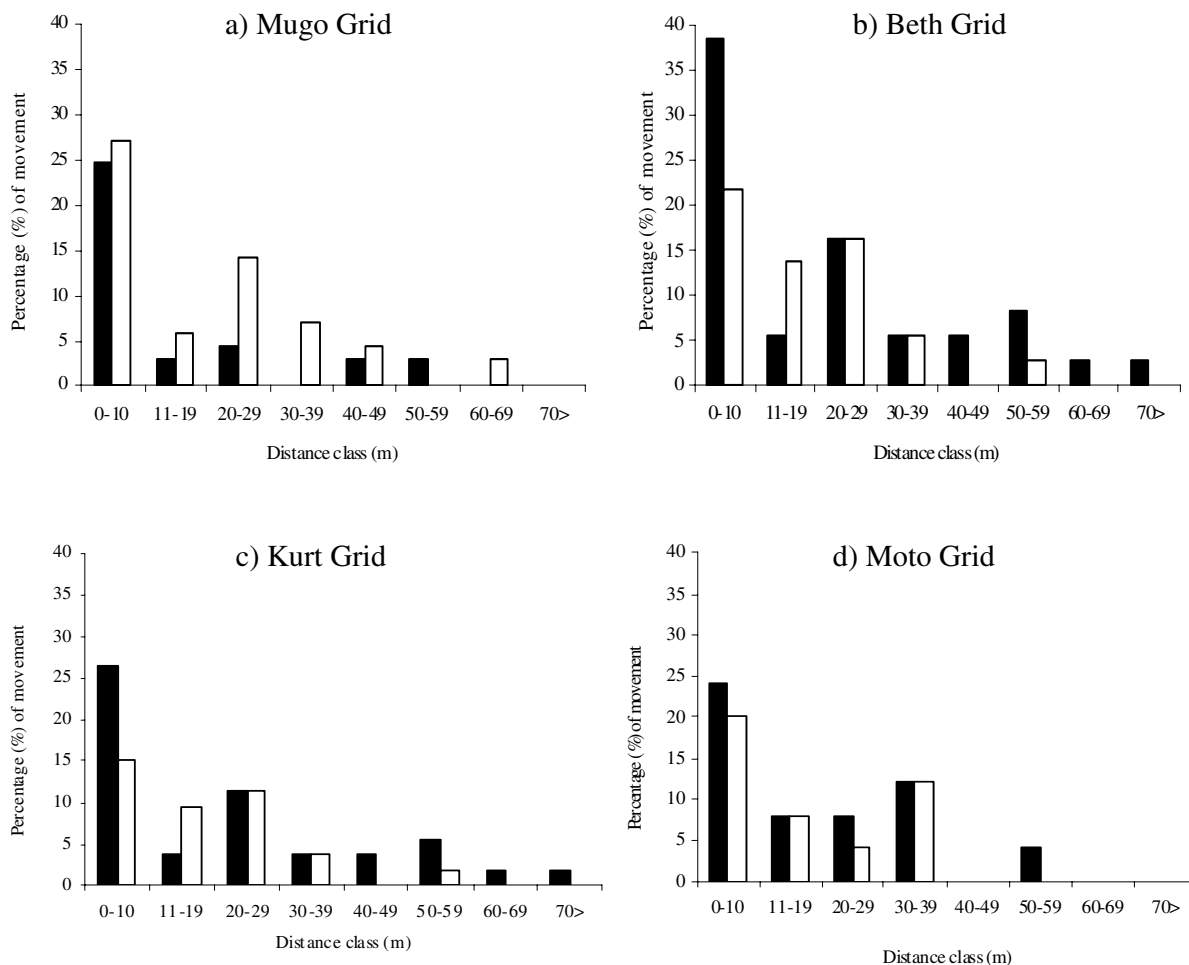 a) Mugo Grid
Percentage (%) of movement
40
35
30
25
20
15
10
5
0
0-10 11-19 20-29 30-39 40-49 50-59 60-69 70>
Distance class (m)
b) Beth Grid
Percentage (%) of movement
40
35
30
25
20
15
10
5
0
0-10 11-19 20-29 30-39 40-49 50-59 60-69 70>
Distance class (m)
c) Kurt Grid
Percentage (%) of movement
40
35
30
25
20
15
10
5
0
0-10 11-19 20-29 30-39 40-49 50-59 60-69 70>
Distance class (m)
d) Moto Grid
Percentage (%) of movement
40
35
30
25
20
15
10
5
0
0-10 11-19 20-29 30-39 40-49 50-59 60-69 70>
Distance class (m)